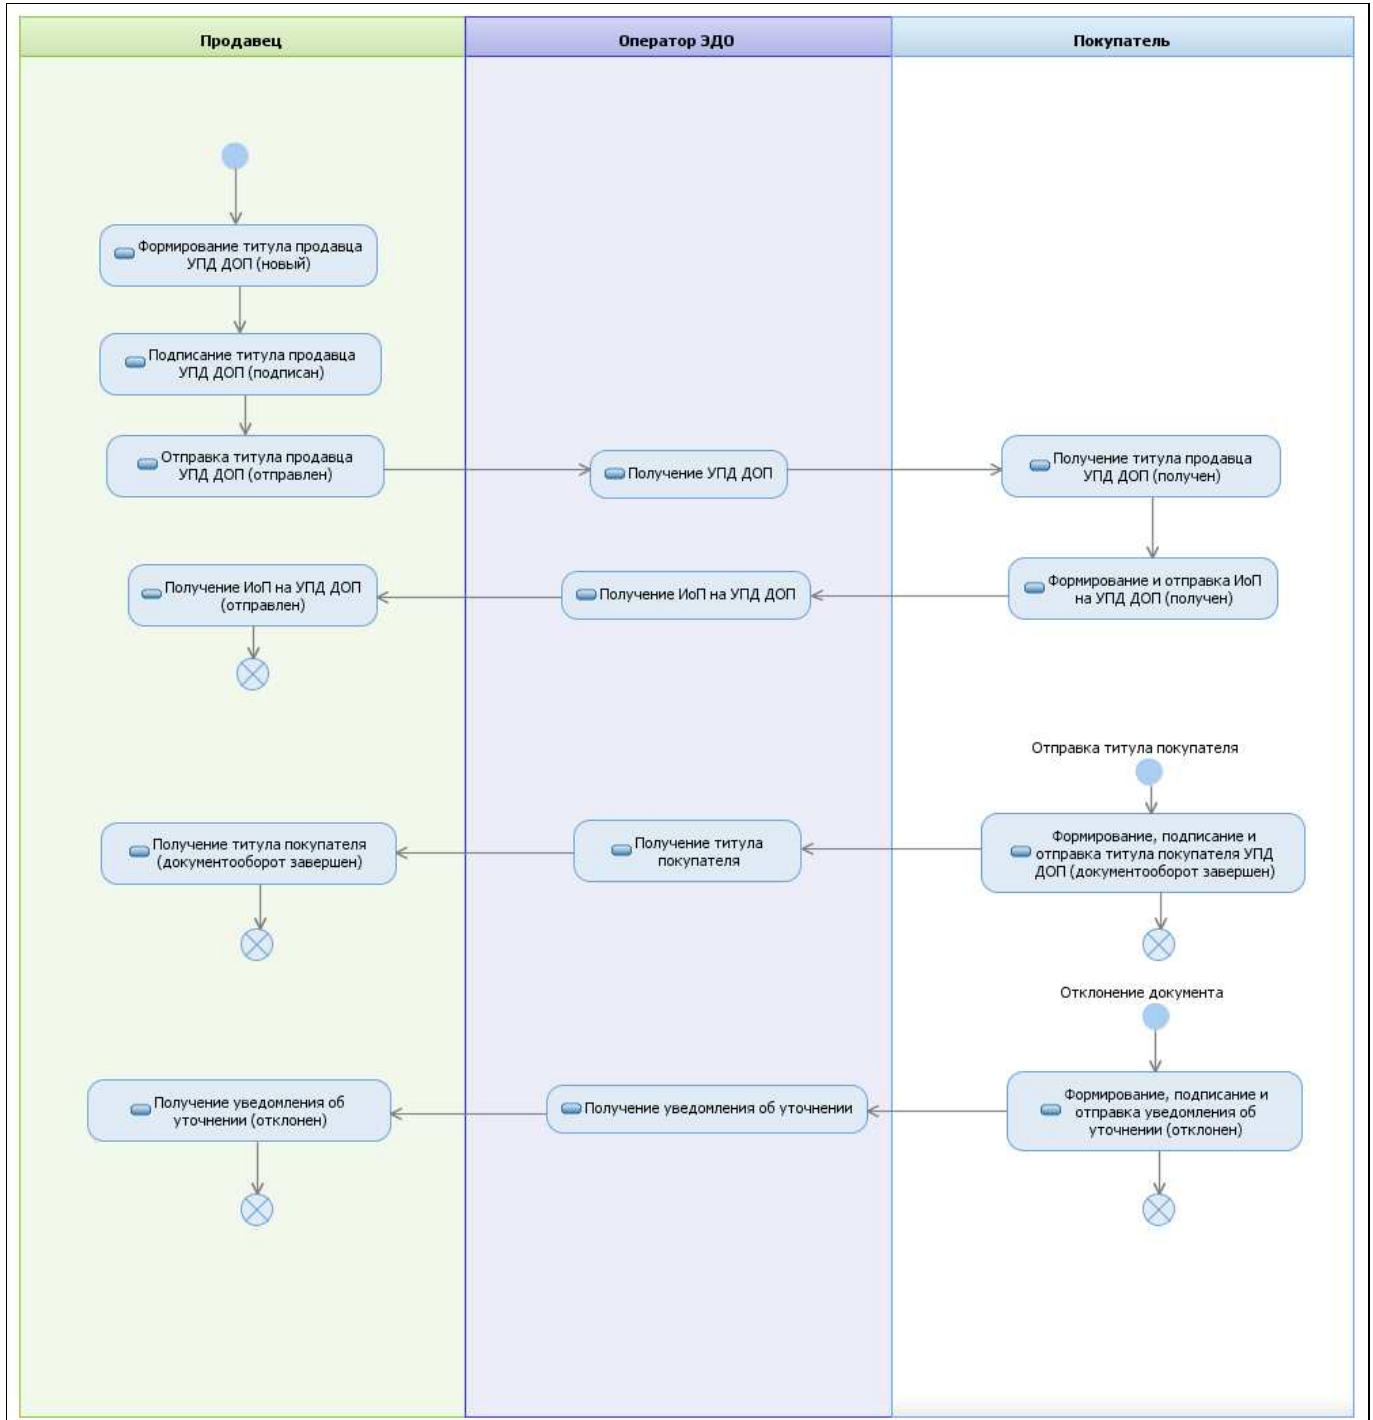 Продавец
Оператор ЭДО
Покупатель
Формирование титула продавца
УПД ДОП (новый)
Подписание титула продавца
УПД ДОП (подписан)
Отправка титула продавца
УПД ДОП (отправлен)
Получение УПД ДОП
Получение титула продавца
УПД ДОП (получен)
Получение ИоП на УПД ДОП
(отправлен)
Получение ИоП на УПД ДОП
Формирование и отправка ИоП
на УПД ДОП (получен)
Отправка титула покупателя
Получение титула покупателя
(документооборот завершен)
Получение титула
покупателя
Формирование, подписание и
отправка титула покупателя УПД
ДОП (документооборот завершен)
Отклонение документа
Получение уведомления об
уточнении (отклонен)
Получение уведомления об уточнении
Формирование, подписание и
отправка уведомления об
уточнении (отклонен)